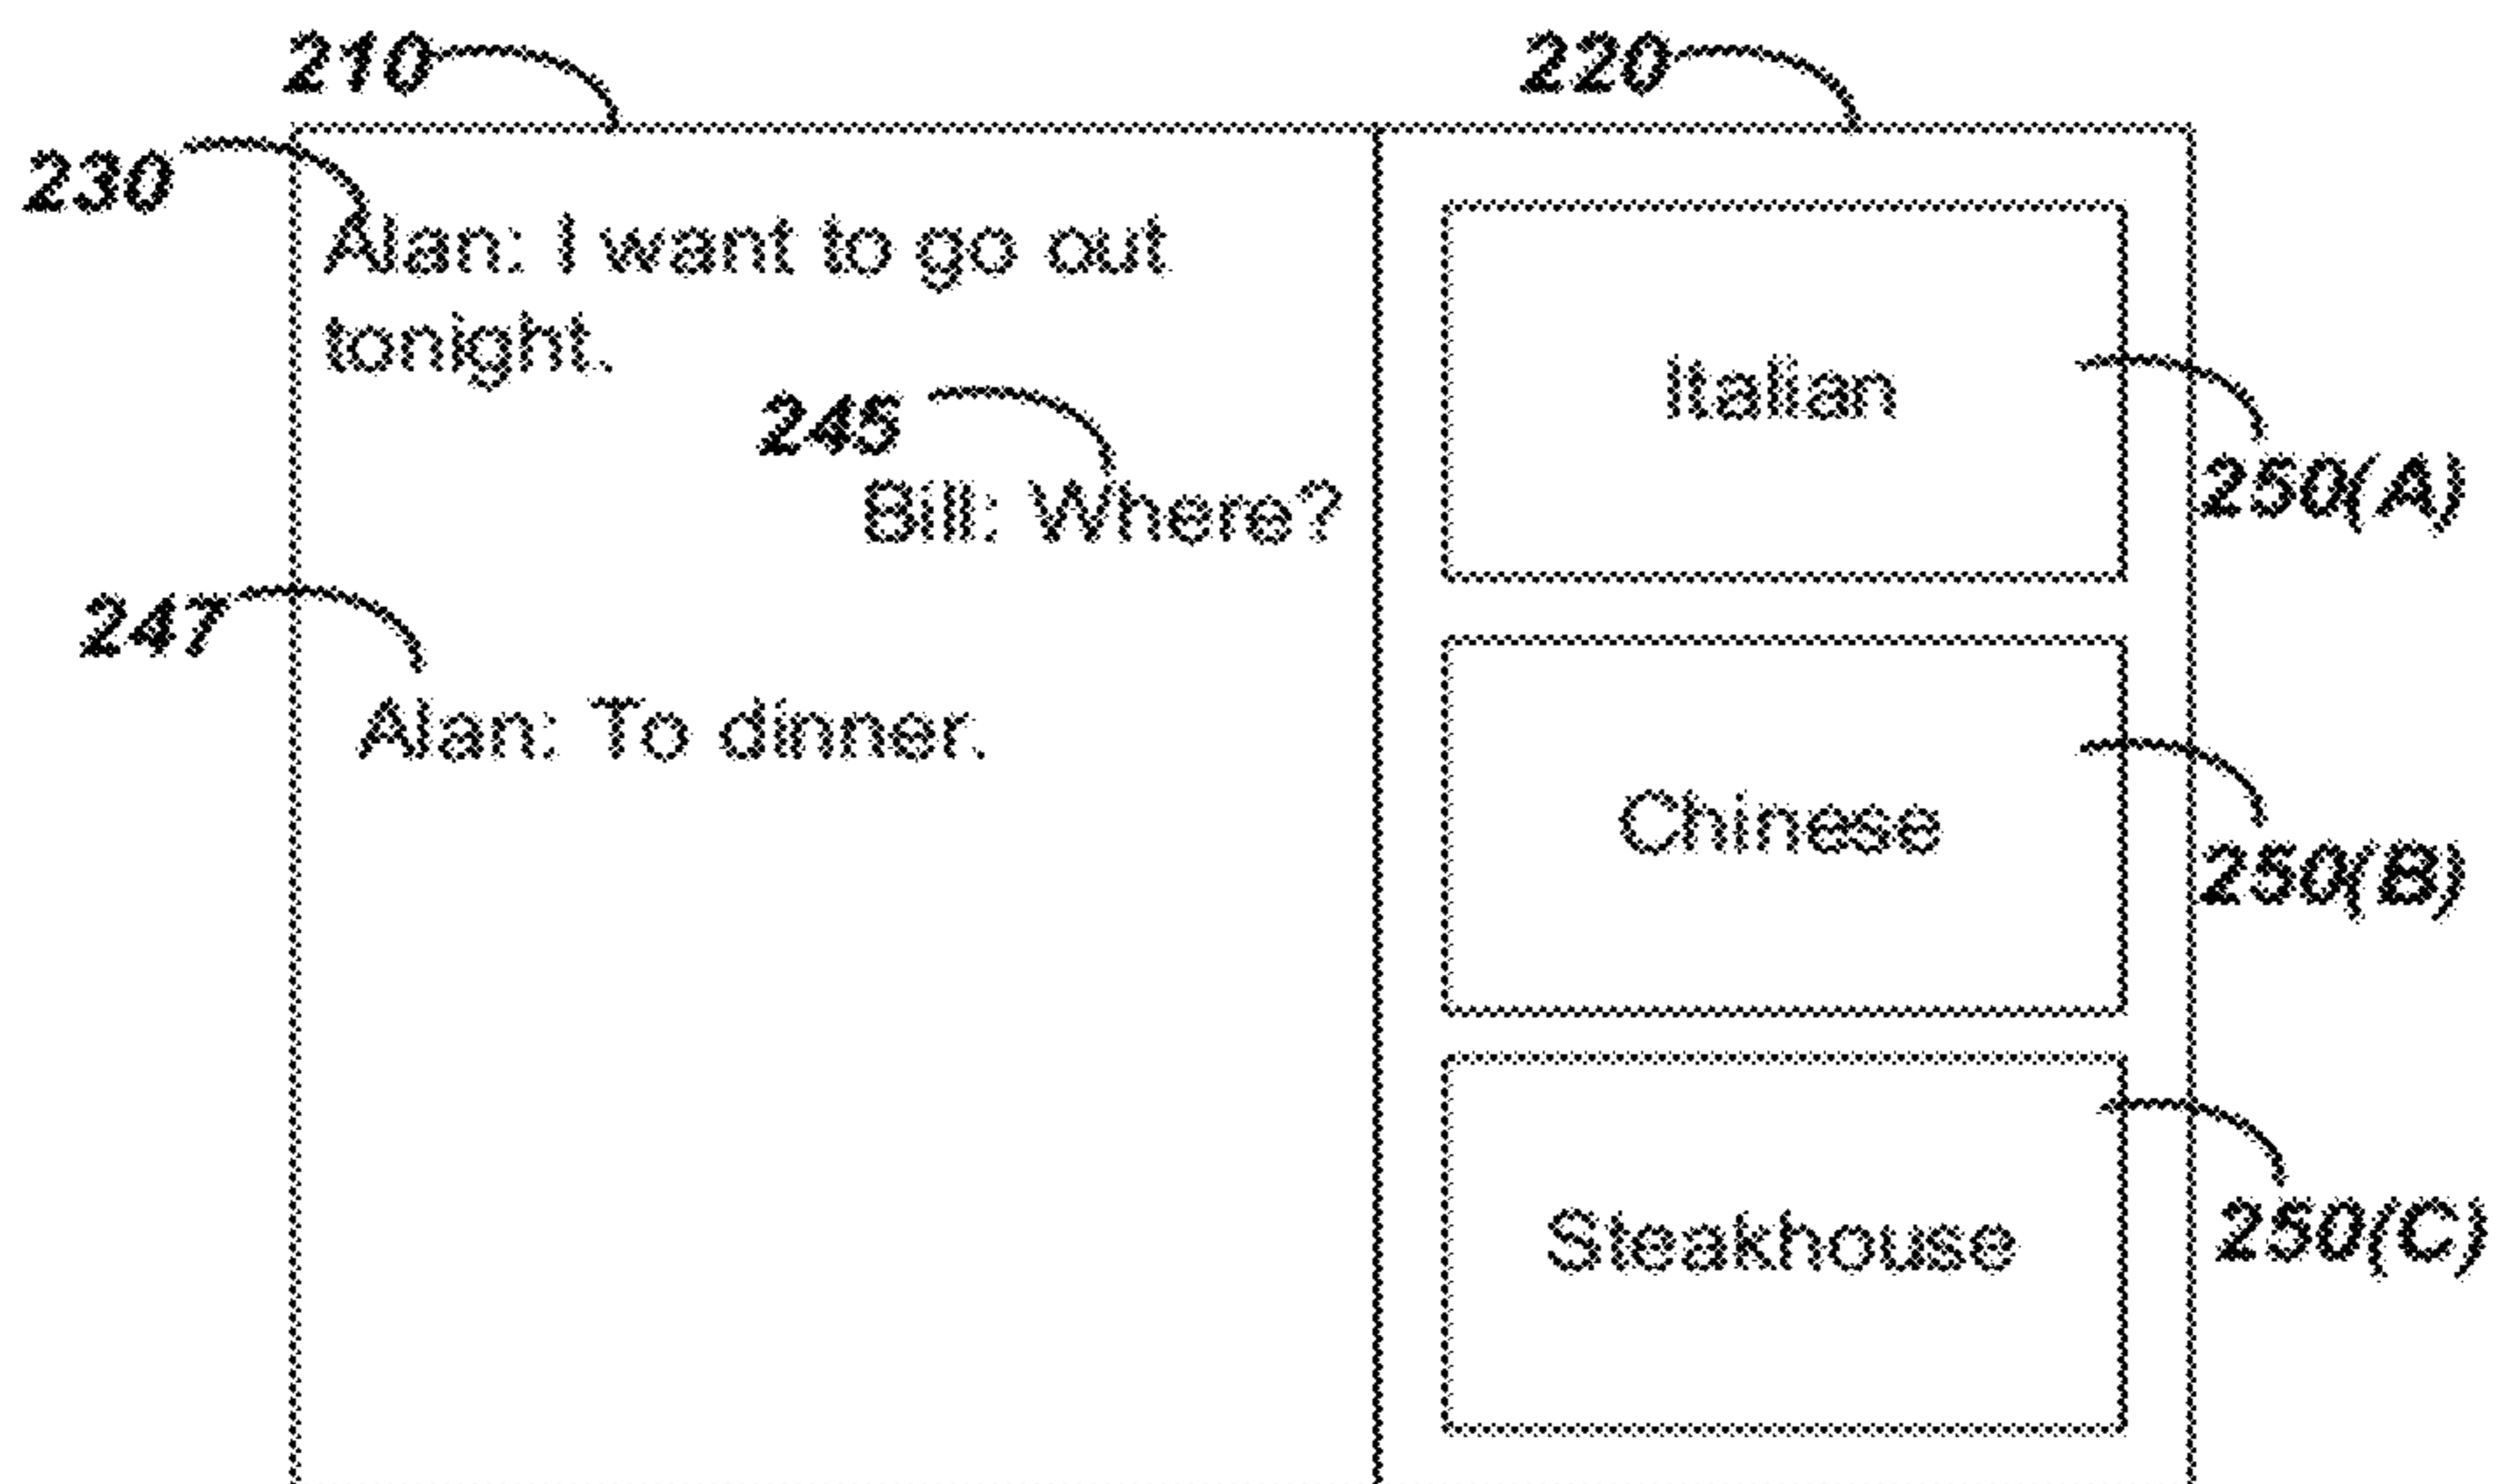 210
220
230
Alan: I want to go out
tonight.
245
Bill: Where?
247
Alan: To dinner.
Italian
250(A)
Chinese
250(B)
Steakhouse
250(C)